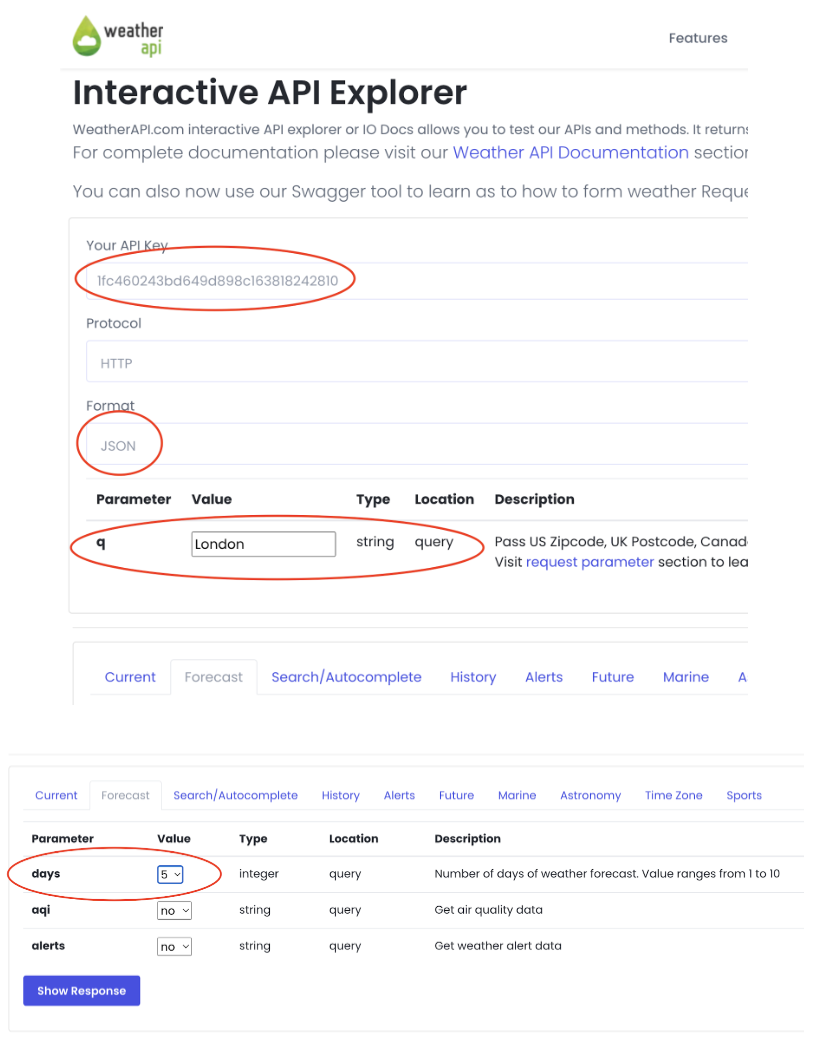 weather
api
Features
Interactive API Explorer
WeatherAPI.com interactive API explorer or IO Docs allows you to test our APIs and methods. It returns
For complete documentation please visit our Weather API Documentation section
You can also now use our Swagger tool to learn as to how to form weather Reque
Your API Key
1fc460243bd649d898c163818242810
Protocol
HTTP
Format
JSON
Parameter Value Type Location Description
q London string query Pass US Zipcode, UK Postcode, Canad
Visit request parameter section to lea
Current Forecast Search/Autocomplete History Alerts Future Marine A
Current Forecast Search/Autocomplete History Alerts Future Marine Astronomy Time Zone Sports
Parameter Value Type Location Description
days 5 integer query Number of days of weather forecast. Value ranges from 1 to 10
aqi no string query Get air quality data
alerts no string query Get weather alert data
Show Response